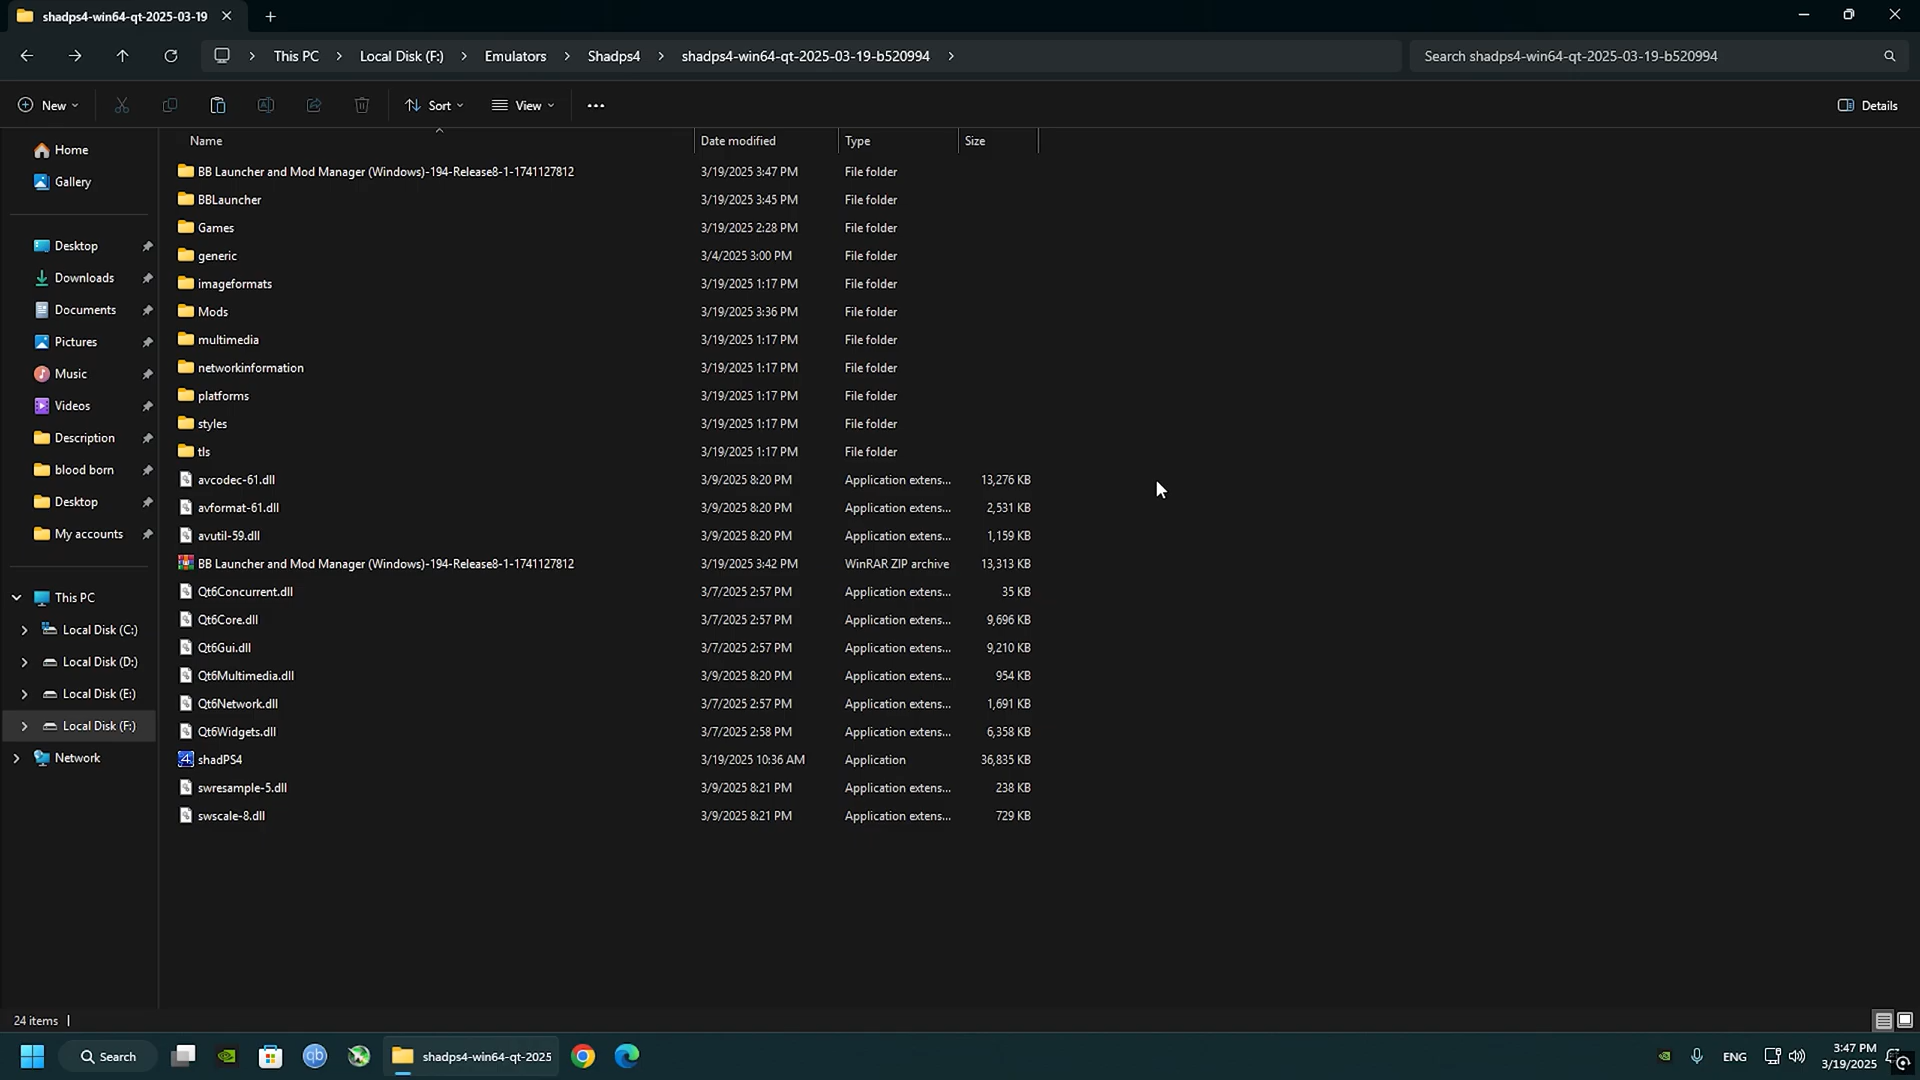 shadps4-win64-qt-2025-03-19
This PC > Local Disk (F:) > Emulators > Shadps4 > shadps4-win64-qt-2025-03-19-b520994 >
Search shadps4-win64-qt-2025-03-19-b520994
New Sort View Details
Name Date modified Type Size
Home
Gallery
Desktop
Downloads
Documents
Pictures
Music
Videos
Description
blood born
Desktop
My accounts
This PC
Local Disk (C:)
Local Disk (D:)
Local Disk (E:)
Local Disk (F:)
Network
BB Launcher and Mod Manager (Windows)-194-Release8-1-1741127812 3/19/2025 3:47 PM File folder
BBLauncher 3/19/2025 3:45 PM File folder
Games 3/19/2025 2:28 PM File folder
generic 3/4/2025 3:00 PM File folder
imageformats 3/19/2025 1:17 PM File folder
Mods 3/19/2025 3:36 PM File folder
multimedia 3/19/2025 1:17 PM File folder
networkinformation 3/19/2025 1:17 PM File folder
platforms 3/19/2025 1:17 PM File folder
styles 3/19/2025 1:17 PM File folder
tls 3/19/2025 1:17 PM File folder
avcodec-61.dll 3/9/2025 8:20 PM Application extens... 13,276 KB
avformat-61.dll 3/9/2025 8:20 PM Application extens... 2,531 KB
avutil-59.dll 3/9/2025 8:20 PM Application extens... 1,159 KB
BB Launcher and Mod Manager (Windows)-194-Release8-1-1741127812 3/19/2025 3:42 PM WinRAR ZIP archive 13,313 KB
Qt6Concurrent.dll 3/7/2025 2:57 PM Application extens... 35 KB
Qt6Core.dll 3/7/2025 2:57 PM Application extens... 9,696 KB
Qt6Gui.dll 3/7/2025 2:57 PM Application extens... 9,210 KB
Qt6Multimedia.dll 3/9/2025 8:20 PM Application extens... 954 KB
Qt6Network.dll 3/7/2025 2:57 PM Application extens... 1,691 KB
Qt6Widgets.dll 3/7/2025 2:58 PM Application extens... 6,358 KB
shadPS4 3/19/2025 10:36 AM Application 36,835 KB
swresample-5.dll 3/9/2025 8:21 PM Application extens... 238 KB
swscale-8.dll 3/9/2025 8:21 PM Application extens... 729 KB
24 items
Search
shadps4-win64-qt-2025
ENG
3:47 PM
3/19/2025